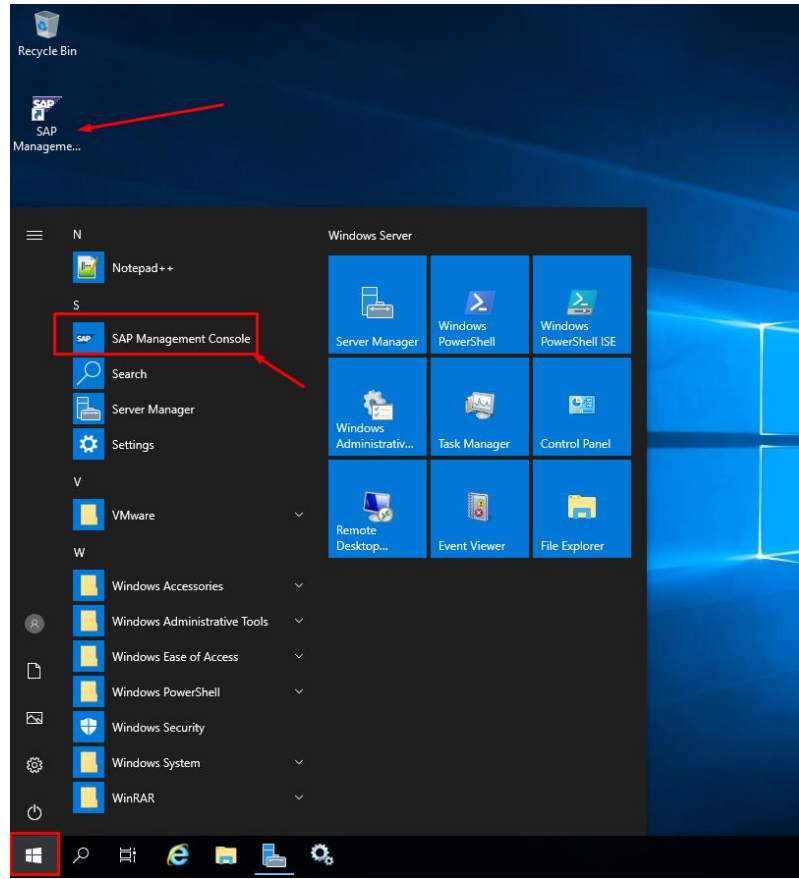 Recycle Bin
SAP
SAP
Manageme...
N
Windows Server
Notepad++
S
SAP
SAP Management Console
Search
Server Manager
Settings
Server Manager
Windows
PowerShell
Windows
PowerShell ISE
Windows
Administrativ...
Task Manager
Control Panel
V
VMware
W
Remote
Desktop...
Event Viewer
File Explorer
Windows Accessories
Windows Administrative Tools
Windows Ease of Access
Windows PowerShell
Windows Security
Windows System
WinRAR